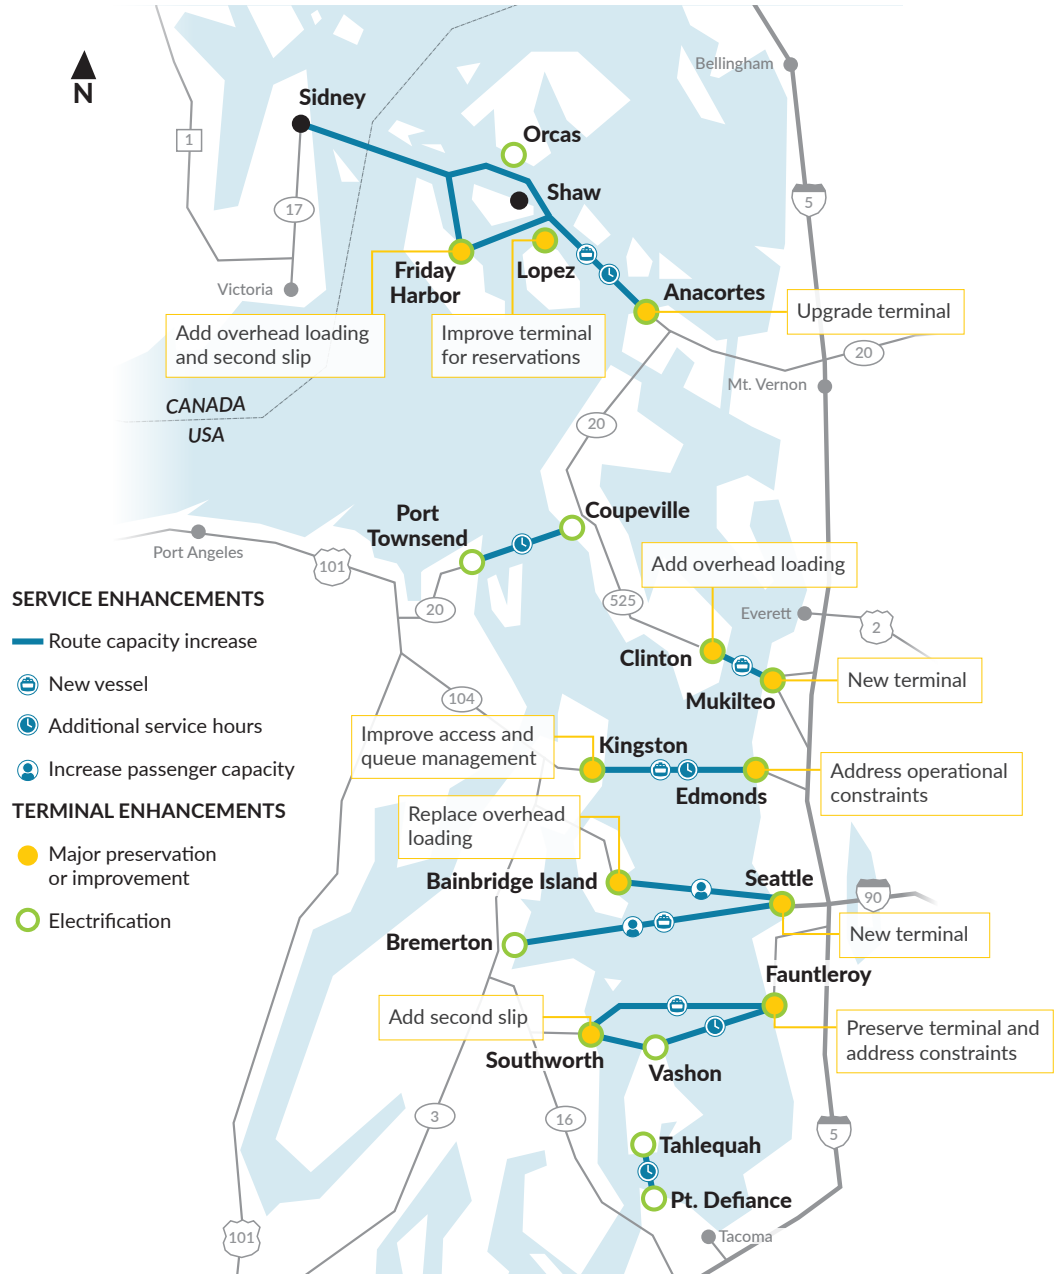 Bellingham
N
Sidney
Orcas
1
Shaw
5
17
Friday
Harbor
Lopez
Victoria
Anacortes
Upgrade terminal
Add overhead loading
and second slip
Improve terminal
for reservations
20
Mt. Vernon
CANADA
USA
20
Port
Townsend
Coupeville
Port Angeles
101
Add overhead loading
SERVICE ENHANCEMENTS
Route capacity increase
New vessel
Additional service hours
Increase passenger capacity
TERMINAL ENHANCEMENTS
Major preservation
or improvement
Electrification
20
525
Everett
2
Clinton
Mukilteo
New terminal
104
Improve access and
queue management
Kingston
Edmonds
Address operational
constraints
Replace overhead
loading
Bainbridge Island
Seattle
90
Bremerton
New terminal
Fauntleroy
Add second slip
Southworth
Vashon
Preserve terminal and
address constraints
3
16
5
Tahlequah
Pt. Defiance
101
Tacoma